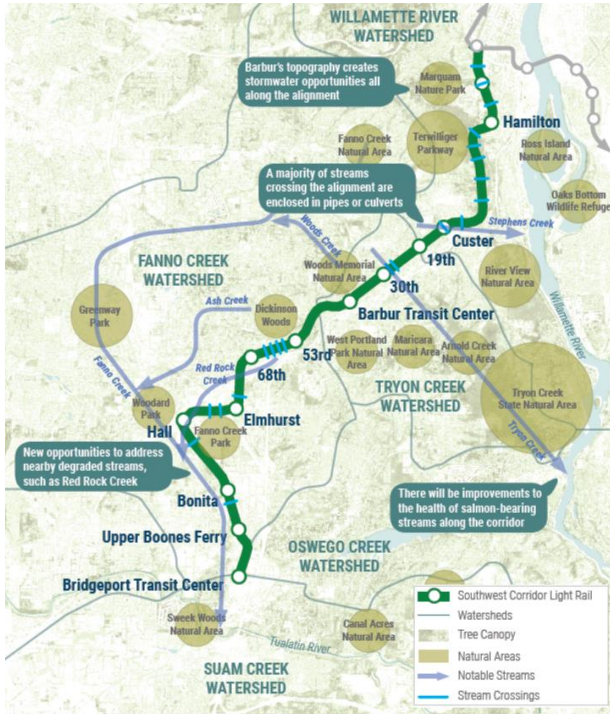 WILLAMETTE RIVER
WATERSHED
Barbur's topography creates
stormwater opportunities all
along the alignment
Marquam
Nature Park
Hamilton
Fanno Creek
Natural Area
Terwilliger
Parkway
Ross Island
Natural Area
A majority of streams
crossing the alignment are
enclosed in pipes or culverts
Oaks Bottom
Wildlife Refuge
Stephens Creek
Custer
Woods Creek
19th
FANNO CREEK
WATERSHED
Woods Memorial
Natural Area
30th
River View
Natural Area
Willamette River
Greenway
Park
Ash Creek
Dickinson
Woods
Barbur Transit Center
53rd
West Portland
Park Natural
Area
Maricara
Natural Area
Arnold Creek
Natural Area
Fanno Creek
Red Rock
Creek
68th
TRYON CREEK
WATERSHED
Tryon Creek
State Natural Area
Woodard
Park
Elmhurst
Hall
Fanno Creek
Park
Tryon Creek
New opportunities to address
nearby degraded streams,
such as Red Rock Creek
Bonita
There will be improvements to
the health of salmon-bearing
streams along the corridor
Upper Boones Ferry
OSWEGO CREEK
WATERSHED
Bridgeport Transit Center
Sweek Woods
Natural Area
Canal Acres
Natural Area
Tualatin River
SUAM CREEK
WATERSHED
Southwest Corridor Light Rail
Watersheds
Tree Canopy
Natural Areas
Notable Streams
Stream Crossings